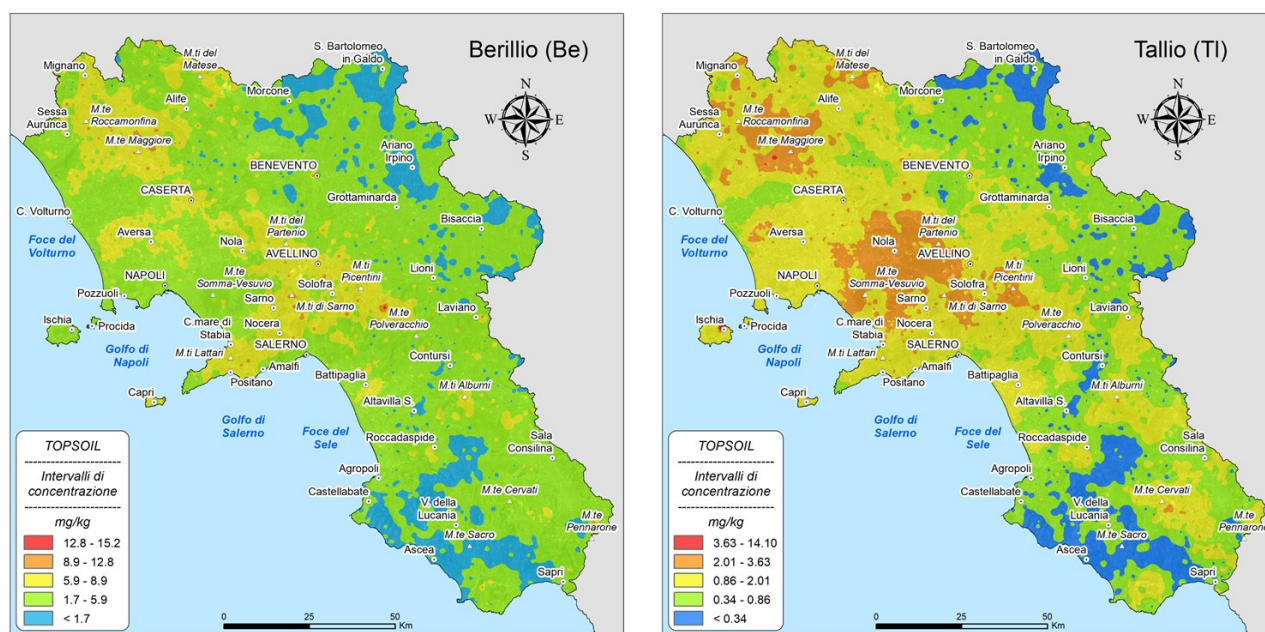 Berillio (Be)
N
W E
S
S. Bartolomeo
in Galdo
M.ti del
Matese
Mignano
Morcone
Alife
Sessa
Aurunca
M.te
Roccamonfina
M.te Maggiore
Ariano
Irpino
BENEVENTO
CASERTA
Grottaminarda
C. Volturno
Bisaccia
M.ti del
Partenio
Aversa
Nola
Foce del
Volturno
AVELLINO
NAPOLI
M.te
Somma-Vesuvio
M.ti
Picentini
Lioni
Solofra
Pozzuoli
Sarno
M.ti di Sarno
Laviano
Ischia
Procida
C.mare di
Stabia
Nocera
M.te
Polveracchio
Golfo di
Napoli
M.ti Lattari
SALERNO
Contursi
Amalfi
Positano
Battipaglia
M.ti Alburni
Capri
Altavilla S.
Golfo di
Salerno
Foce del
Sele
Roccadaspide
Sala
Consilina
Agropoli
Castellabate
M.te Cervati
V. della
Lucania
M.te
Pennarone
M.te Sacro
Ascea
Sapri
TOPSOIL
--------------------
Intervalli di
concentrazione
--------------------
mg/kg
12.8 - 15.2
8.9 - 12.8
5.9 - 8.9
1.7 - 5.9
< 1.7
0 25 50
Km
Tallio (Tl)
N
W E
S
S. Bartolomeo
in Galdo
M.ti del
Matese
Mignano
Morcone
Alife
Sessa
Aurunca
M.te
Roccamonfina
M.te Maggiore
Ariano
Irpino
BENEVENTO
CASERTA
Grottaminarda
C. Volturno
Bisaccia
M.ti del
Partenio
Aversa
Nola
Foce del
Volturno
AVELLINO
NAPOLI
M.te
Somma-Vesuvio
M.ti
Picentini
Lioni
Solofra
Pozzuoli
Sarno
M.ti di Sarno
Laviano
Ischia
Procida
C.mare di
Stabia
Nocera
M.te
Polveracchio
Golfo di
Napoli
M.ti Lattari
SALERNO
Contursi
Amalfi
Positano
Battipaglia
M.ti Alburni
Capri
Altavilla S.
Golfo di
Salerno
Foce del
Sele
Roccadaspide
Sala
Consilina
Agropoli
Castellabate
M.te Cervati
V. della
Lucania
M.te
Pennarone
M.te Sacro
Ascea
Sapri
TOPSOIL
--------------------
Intervalli di
concentrazione
--------------------
mg/kg
3.63 - 14.10
2.01 - 3.63
0.86 - 2.01
0.34 - 0.86
< 0.34
0 25 50
Km